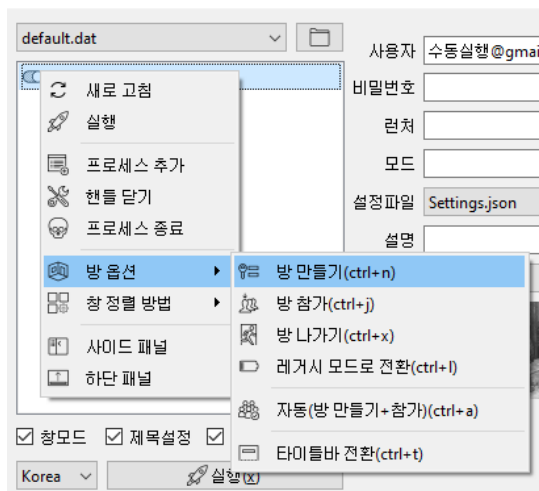 default.dat
사용자 수동실행@gmai
비밀번호
런처
모드
설정파일 Settings.json
설명
새로 고침
실행
프로세스 추가
핸들 닫기
프로세스 종료
방 옵션
창 정렬 방법
사이드 패널
하단 패널
방 만들기(ctrl+n)
방 참가(ctrl+j)
방 나가기(ctrl+x)
레거시 모드로 전환(ctrl+l)
자동(방 만들기+참가)(ctrl+a)
타이틀바 전환(ctrl+t)
창모드 제목설정
Korea 실행(x)